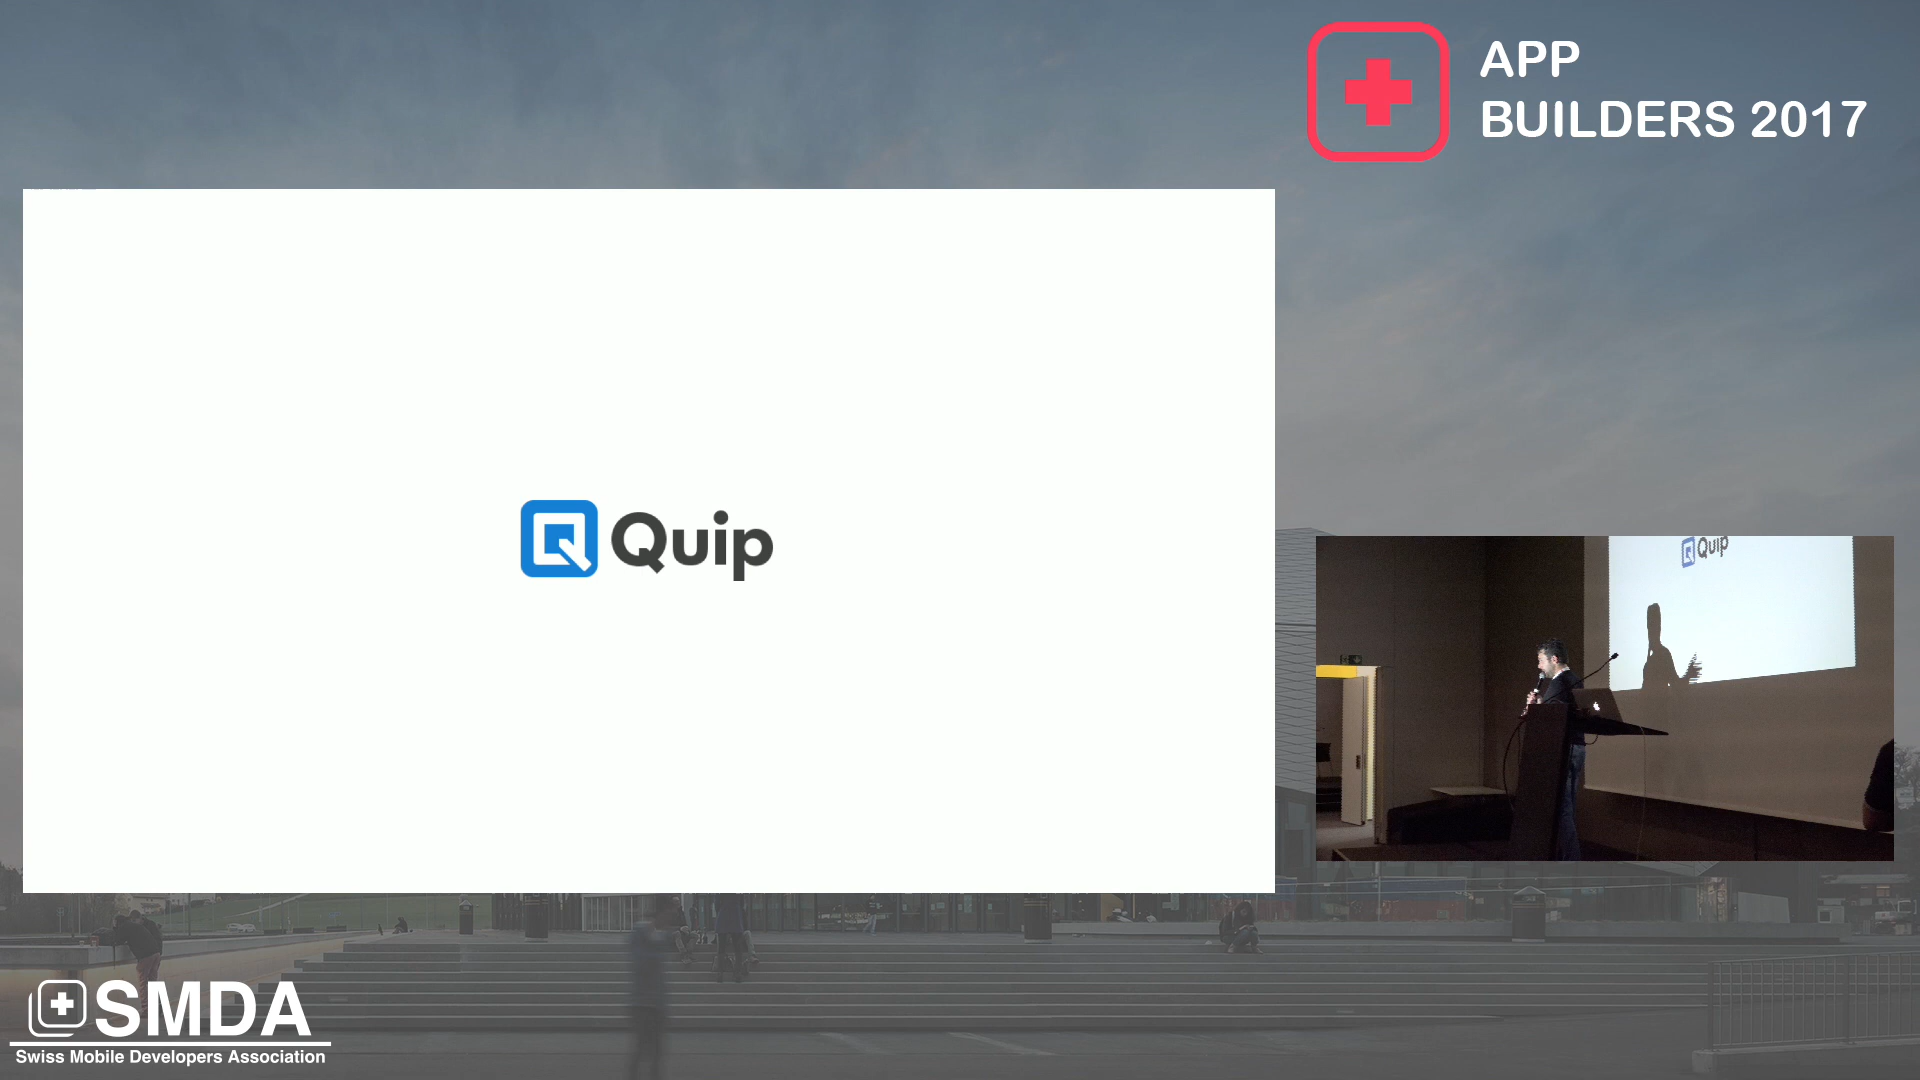 APP
BUILDERS 2017
Quip
Quip
SMDA
Swiss Mobile Developers Association